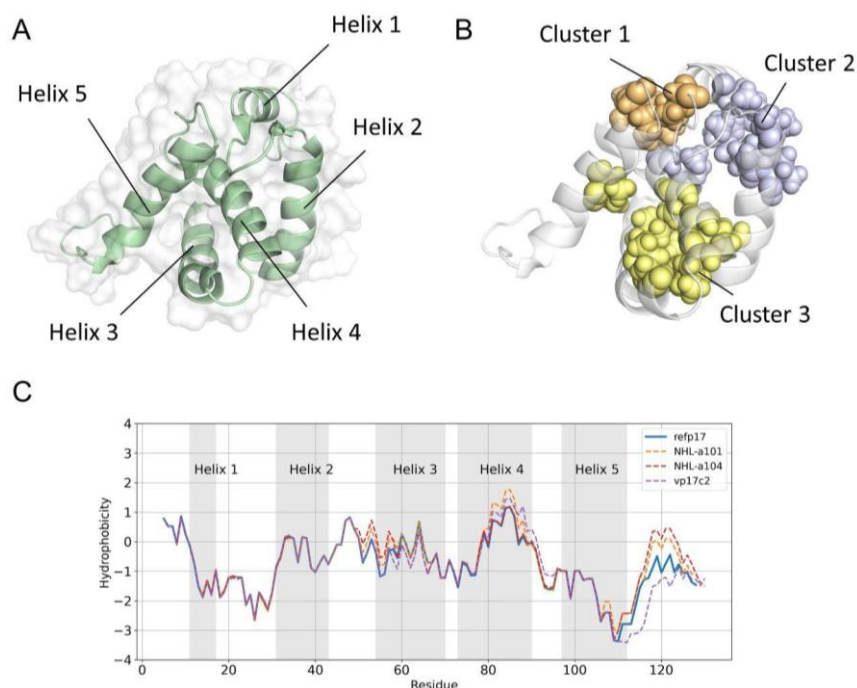 A
Helix 1
Helix 5
Helix 2
Helix 3
Helix 4
B
Cluster 1
Cluster 2
Cluster 3
C
4
3
2
1
0
−1
−2
−3
−4
Hydrophobicity
Helix 1
Helix 2
Helix 3
Helix 4
Helix 5
refp17
NHL-a101
NHL-a104
vp17c2
0
20
40
60
80
100
120
Residue